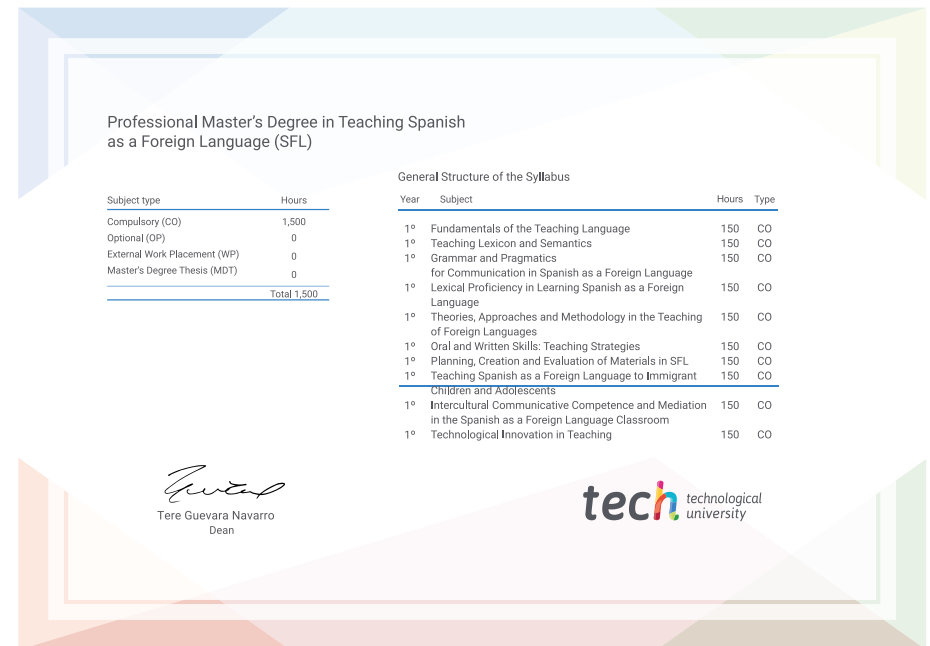 Professional Master's Degree in Teaching Spanish
as a Foreign Language (SFL)
General Structure of the Syllabus
Subject type Hours
Compulsory (CO) 1,500
Optional (OP) 0
External Work Placement (WP) 0
Master's Degree Thesis (MDT) 0
Total 1,500
Year Subject Hours Type
1º Fundamentals of the Teaching Language 150 CO
1º Teaching Lexicon and Semantics 150 CO
1º Grammar and Pragmatics 150 CO
for Communication in Spanish as a Foreign Language
1º Lexical Proficiency in Learning Spanish as a Foreign 150 CO
Language
1º Theories, Approaches and Methodology in the Teaching 150 CO
of Foreign Languages
1º Oral and Written Skills: Teaching Strategies 150 CO
1º Planning, Creation and Evaluation of Materials in SFL 150 CO
1º Teaching Spanish as a Foreign Language to Immigrant 150 CO
Children and Adolescents
1º Intercultural Communicative Competence and Mediation 150 CO
in the Spanish as a Foreign Language Classroom
1º Technological Innovation in Teaching 150 CO
Tere Guevara Navarro
Dean
tech technological
university